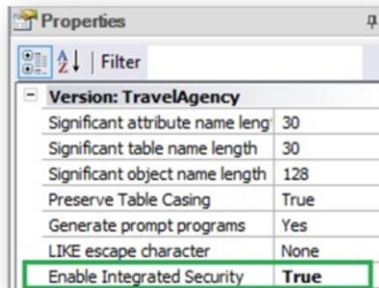 Properties
Filter
Version: TravelAgency
Significant attribute name leng 30
Significant table name length 30
Significant object name length 128
Preserve Table Casing True
Generate prompt programs Yes
LIKE escape character None
Enable Integrated Security True